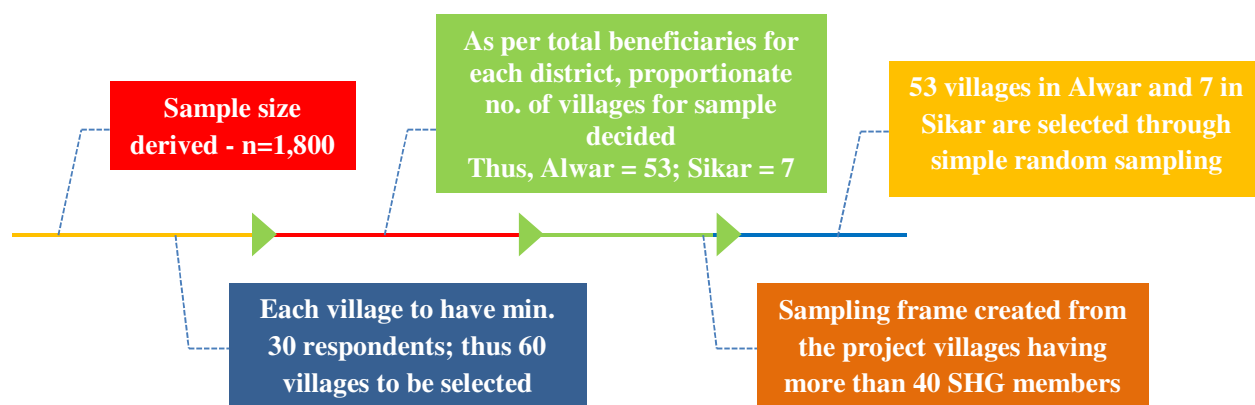 Sample size
derived - n=1,800
Each village to have min.
30 respondents; thus 60
villages to be selected
As per total beneficiaries for
each district, proportionate
no. of villages for sample
decided
Thus, Alwar = 53; Sikar = 7
Sampling frame created from
the project villages having
more than 40 SHG members
53 villages in Alwar and 7 in
Sikar are selected through
simple random sampling